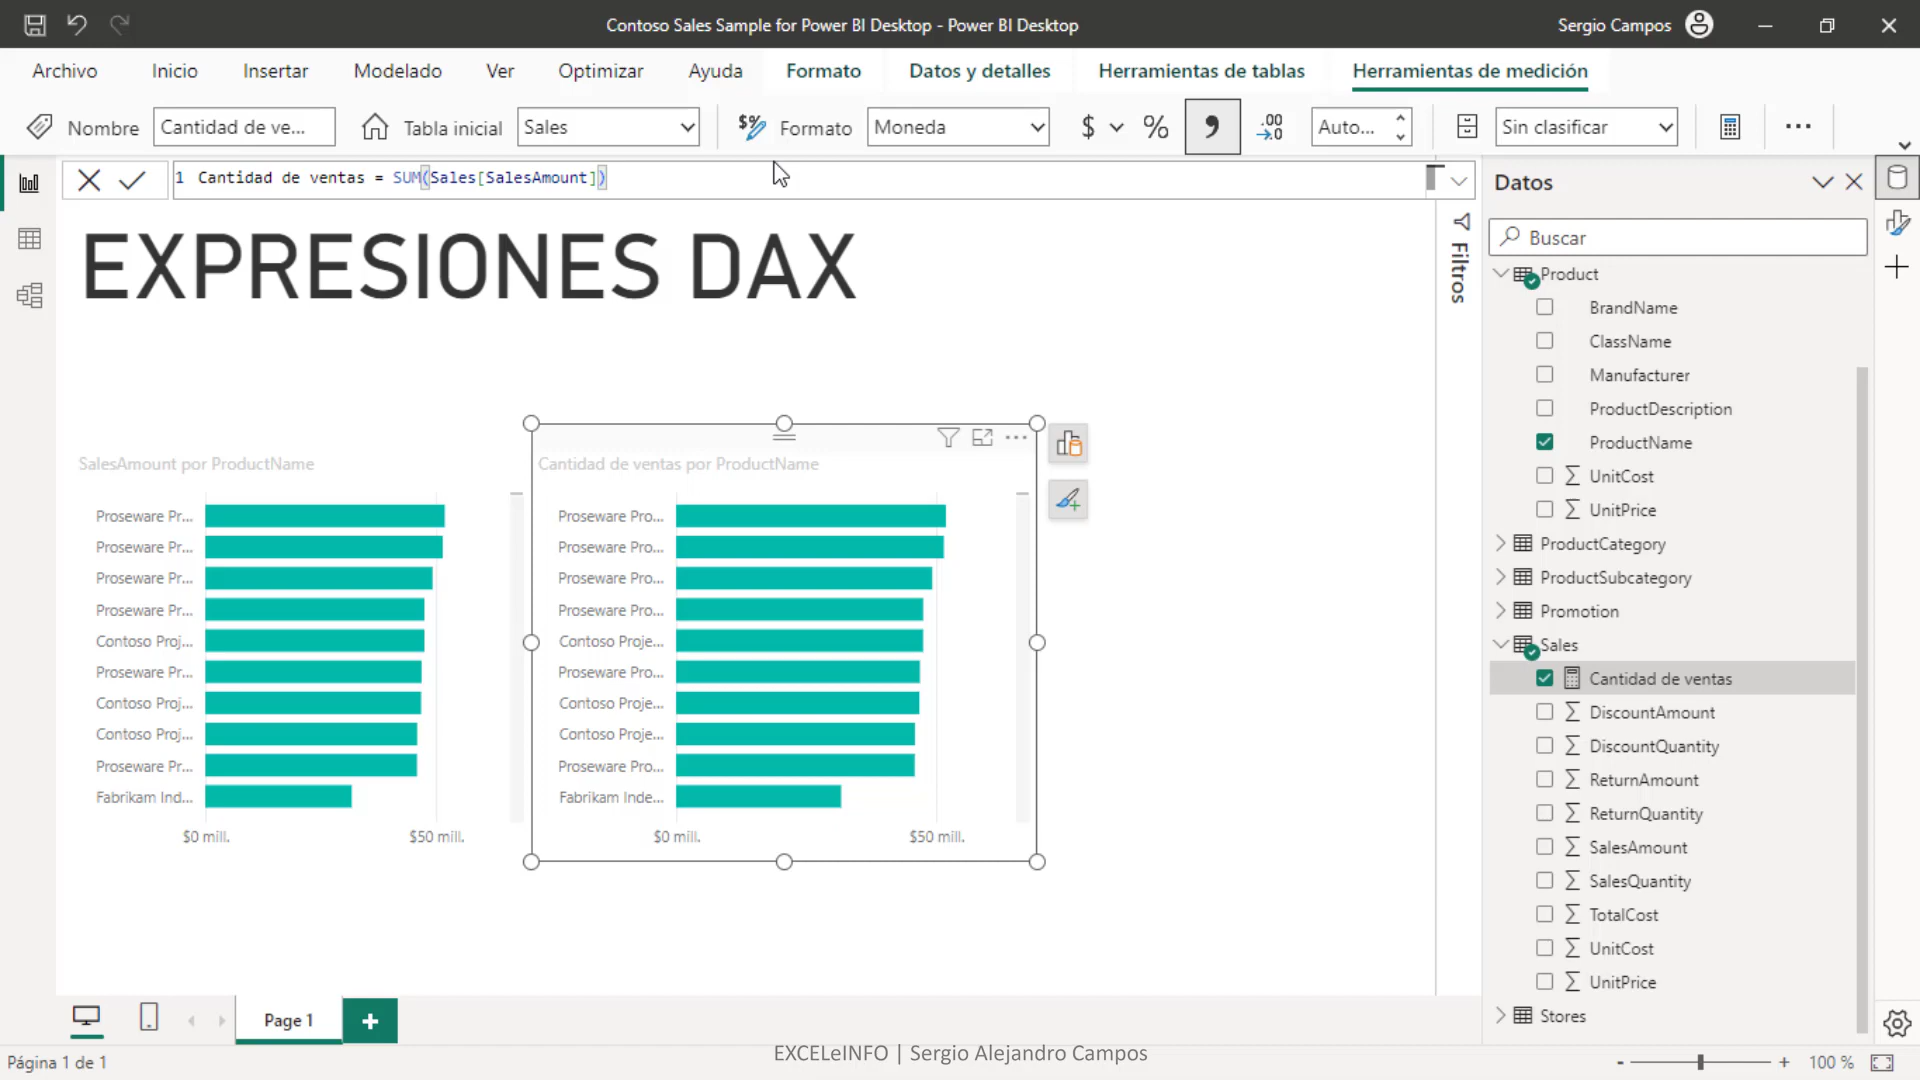 Contoso Sales Sample for Power BI Desktop - Power BI Desktop
Sergio Campos
Archivo
Inicio
Insertar
Modelado
Ver
Optimizar
Ayuda
Formato
Datos y detalles
Herramientas de tablas
Herramientas de medición
Nombre
Cantidad de ve...
Tabla inicial
Sales
Formato
Moneda
$
%
,
.00
.0
Auto...
Sin clasificar
1 Cantidad de ventas = SUM(Sales[SalesAmount])
EXPRESIONES DAX
SalesAmount por ProductName
Proseware Pr...
Proseware Pr...
Proseware Pr...
Proseware Pr...
Contoso Proj...
Proseware Pr...
Contoso Proj...
Contoso Proj...
Proseware Pr...
Fabrikam Ind...
$0 mill.
$50 mill.
Cantidad de ventas por ProductName
Proseware Pro...
Proseware Pro...
Proseware Pro...
Proseware Pro...
Contoso Proje...
Proseware Pro...
Contoso Proje...
Contoso Proje...
Proseware Pro...
Fabrikam Inde...
$0 mill.
$50 mill.
Filtros
Datos
Buscar
Product
BrandName
ClassName
Manufacturer
ProductDescription
ProductName
UnitCost
UnitPrice
ProductCategory
ProductSubcategory
Promotion
Sales
Cantidad de ventas
DiscountAmount
DiscountQuantity
ReturnAmount
ReturnQuantity
SalesAmount
SalesQuantity
TotalCost
UnitCost
UnitPrice
Stores
Page 1
Página 1 de 1
EXCELeINFO | Sergio Alejandro Campos
100 %